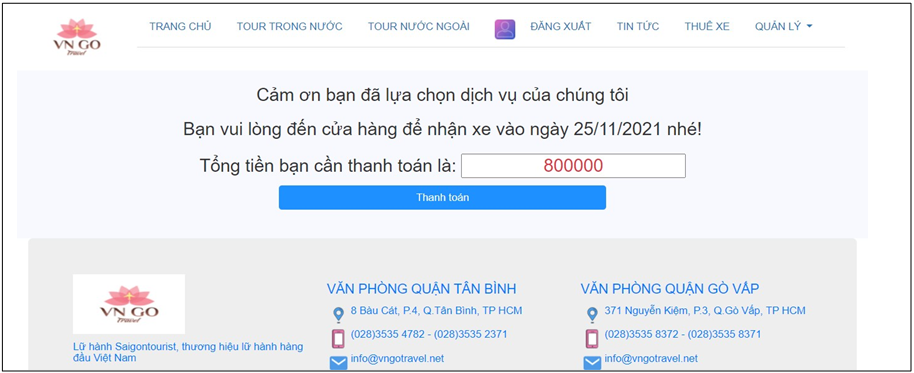 VN GO
Travel
TRANG CHỦ TOUR TRONG NƯỚC TOUR NƯỚC NGOÀI ĐĂNG XUẤT TIN TỨC THUÊ XE QUẢN LÝ
Cảm ơn bạn đã lựa chọn dịch vụ của chúng tôi
Bạn vui lòng đến cửa hàng để nhận xe vào ngày 25/11/2021 nhé!
Tổng tiền bạn cần thanh toán là: 800000
Thanh toán
VN GO
Travel
Lữ hành Saigontourist, thương hiệu lữ hành hàng
đầu Việt Nam
VĂN PHÒNG QUẬN TÂN BÌNH
8 Bàu Cát, P.4, Q.Tân Bình, TP HCM
(028)3535 4782 - (028)3535 2371
info@vngotravel.net
VĂN PHÒNG QUẬN GÒ VẤP
371 Nguyễn Kiệm, P.3, Q.Gò Vấp, TP HCM
(028)3535 8372 - (028)3535 8371
info@vngotravel.net